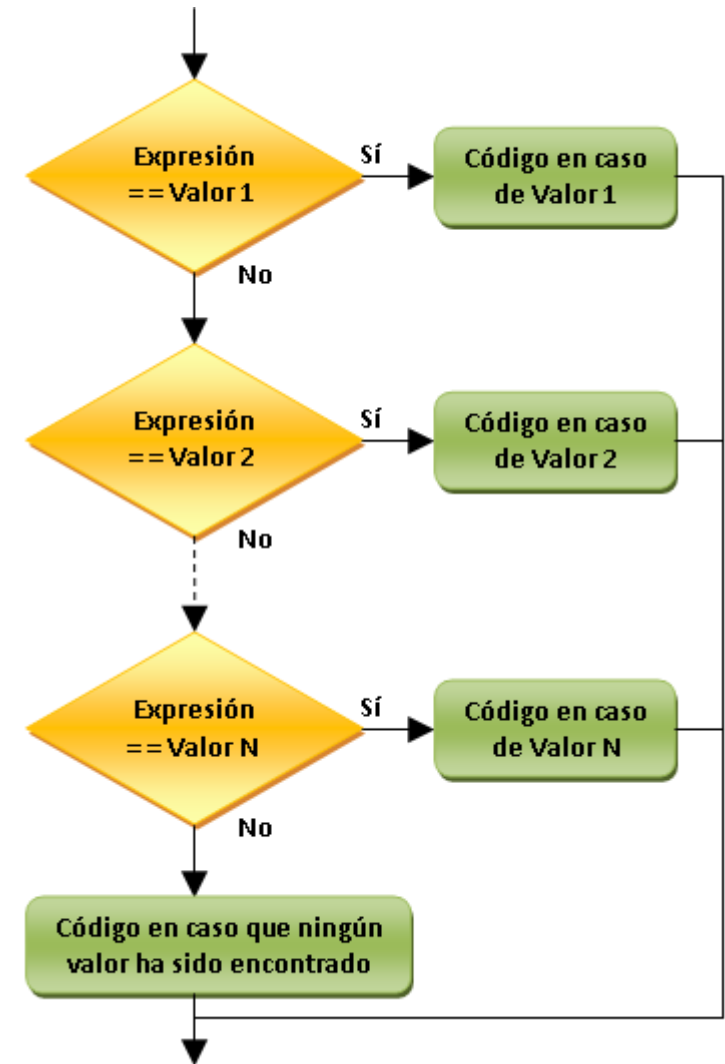 Expresión
== Valor 1
Sí
Código en caso
de Valor 1
No
Expresión
== Valor 2
Sí
Código en caso
de Valor 2
No
Expresión
== Valor N
Sí
Código en caso
de Valor N
No
Código en caso que ningún
valor ha sido encontrado